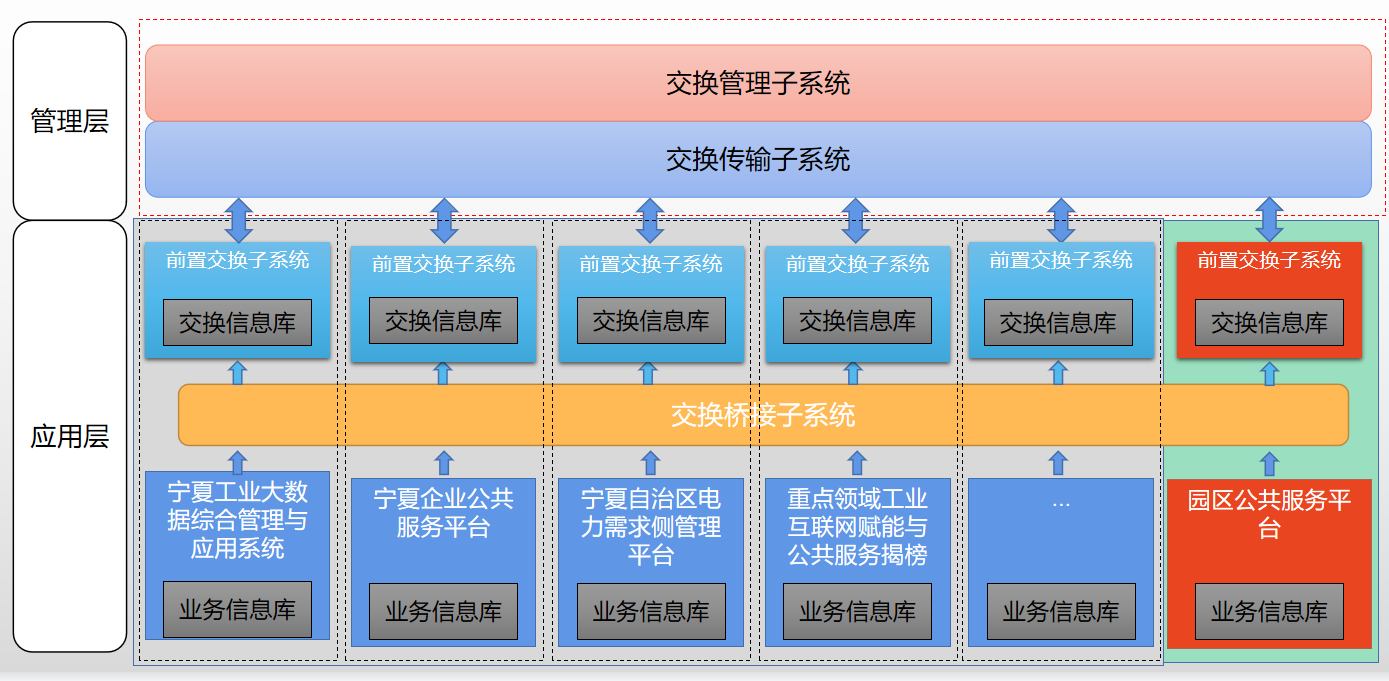 管理层
交换管理子系统
交换传输子系统
应用层
前置交换子系统
前置交换子系统
前置交换子系统
前置交换子系统
前置交换子系统
前置交换子系统
交换信息库
交换信息库
交换信息库
交换信息库
交换信息库
交换信息库
交换桥接子系统
宁夏工业大数
据综合管理与
应用系统
业务信息库
宁夏企业公共
服务平台
业务信息库
宁夏自治区电
力需求侧管理
平台
业务信息库
重点领域工业
互联网赋能与
公共服务揭榜
业务信息库
...
业务信息库
园区公共服务平
台
业务信息库